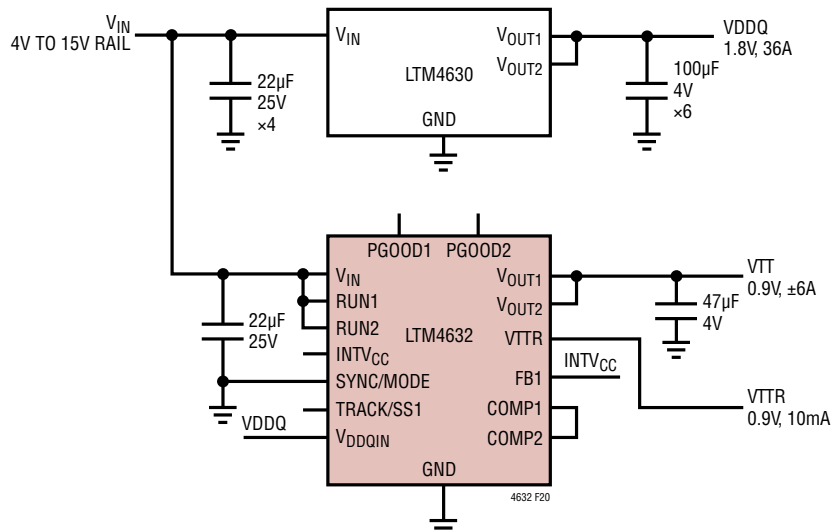 VIN
4V TO 15V RAIL
22µF
25V
×4
VIN
LTM4630
GND
VOUT1
VOUT2
100µF
4V
×6
VDDQ
1.8V, 36A
PGOOD1 PGOOD2
22µF
25V
VDDQ
VIN
RUN1
RUN2
INTVCC
SYNC/MODE
TRACK/SS1
VDDQIN
LTM4632
GND
VOUT1
VOUT2
VTTR
FB1
COMP1
COMP2
INTVCC
47µF
4V
VTT
0.9V, ±6A
VTTR
0.9V, 10mA
4632 F20